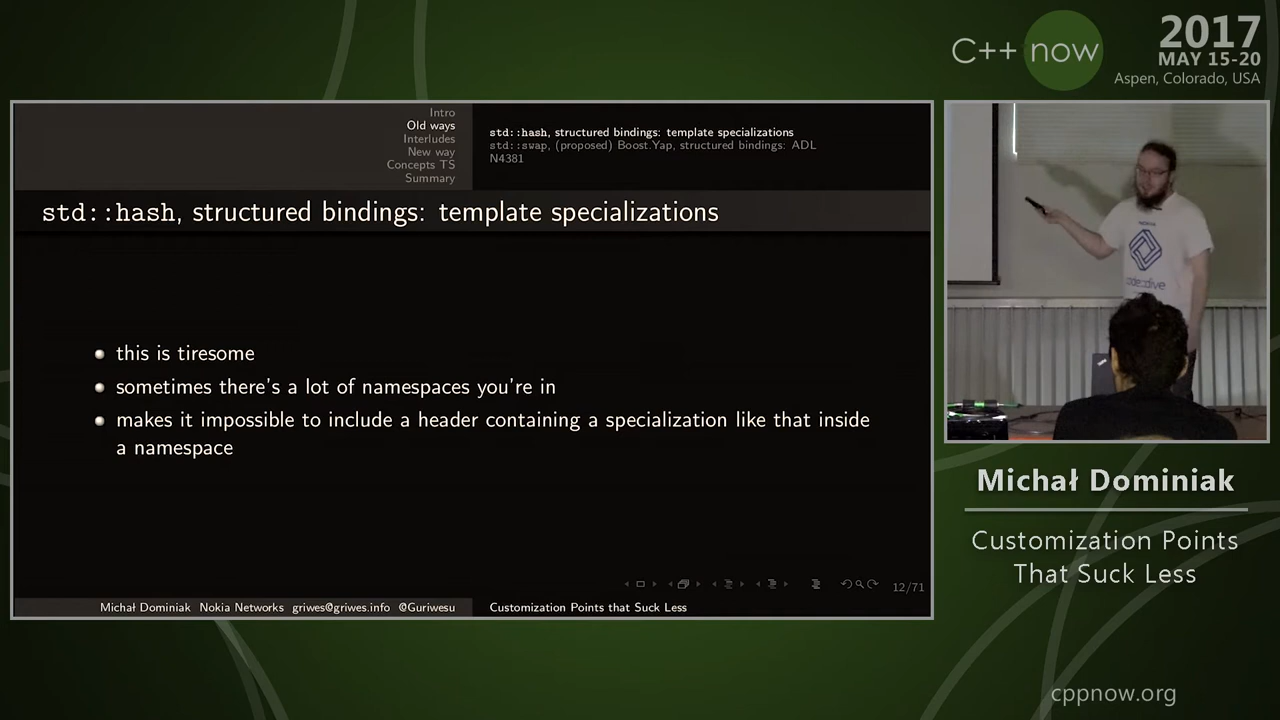 C++ now
2017
MAY 15-20
Aspen, Colorado, USA
Intro
Old ways
Interludes
New way
Concepts TS
Summary
std::hash, structured bindings: template specializations
std::swap, (proposed) Boost.Yap, structured bindings: ADL
N4381
std::hash, structured bindings: template specializations
this is tiresome
sometimes there's a lot of namespaces you're in
makes it impossible to include a header containing a specialization like that inside
a namespace
12/71
Michał Dominiak Nokia Networks griwes@griwes.info @Guriwesu
Customization Points that Suck Less
NOKIA
code::dive
Michał Dominiak
Customization Points
That Suck Less
cppnow.org